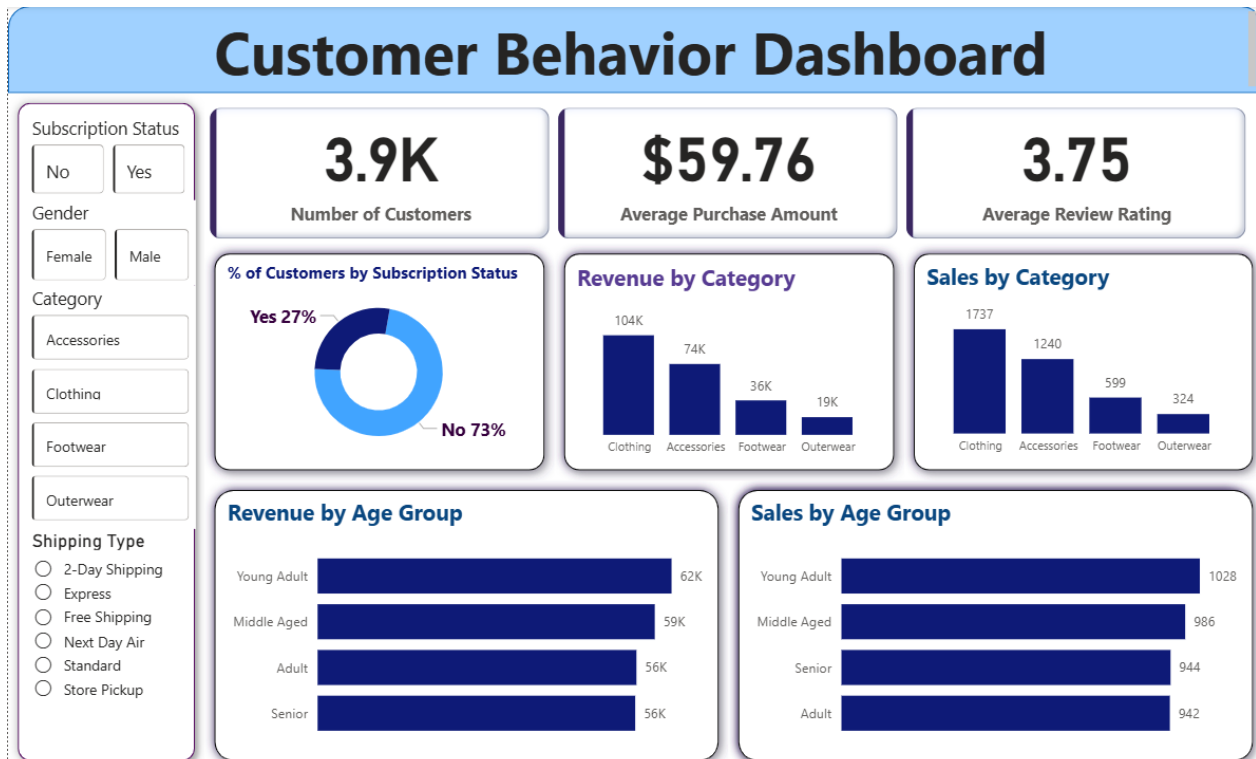 Customer Behavior Dashboard
Subscription Status
No Yes
Gender
Female Male
Category
Accessories
Clothing
Footwear
Outerwear
Shipping Type
2-Day Shipping
Express
Free Shipping
Next Day Air
Standard
Store Pickup
3.9K
Number of Customers
$59.76
Average Purchase Amount
3.75
Average Review Rating
% of Customers by Subscription Status
Yes 27%
No 73%
Revenue by Category
104K
74K
36K
19K
Clothing Accessories Footwear Outerwear
Sales by Category
1737
1240
599
324
Clothing Accessories Footwear Outerwear
Revenue by Age Group
Young Adult 62K
Middle Aged 59K
Adult 56K
Senior 56K
Sales by Age Group
Young Adult 1028
Middle Aged 986
Senior 944
Adult 942